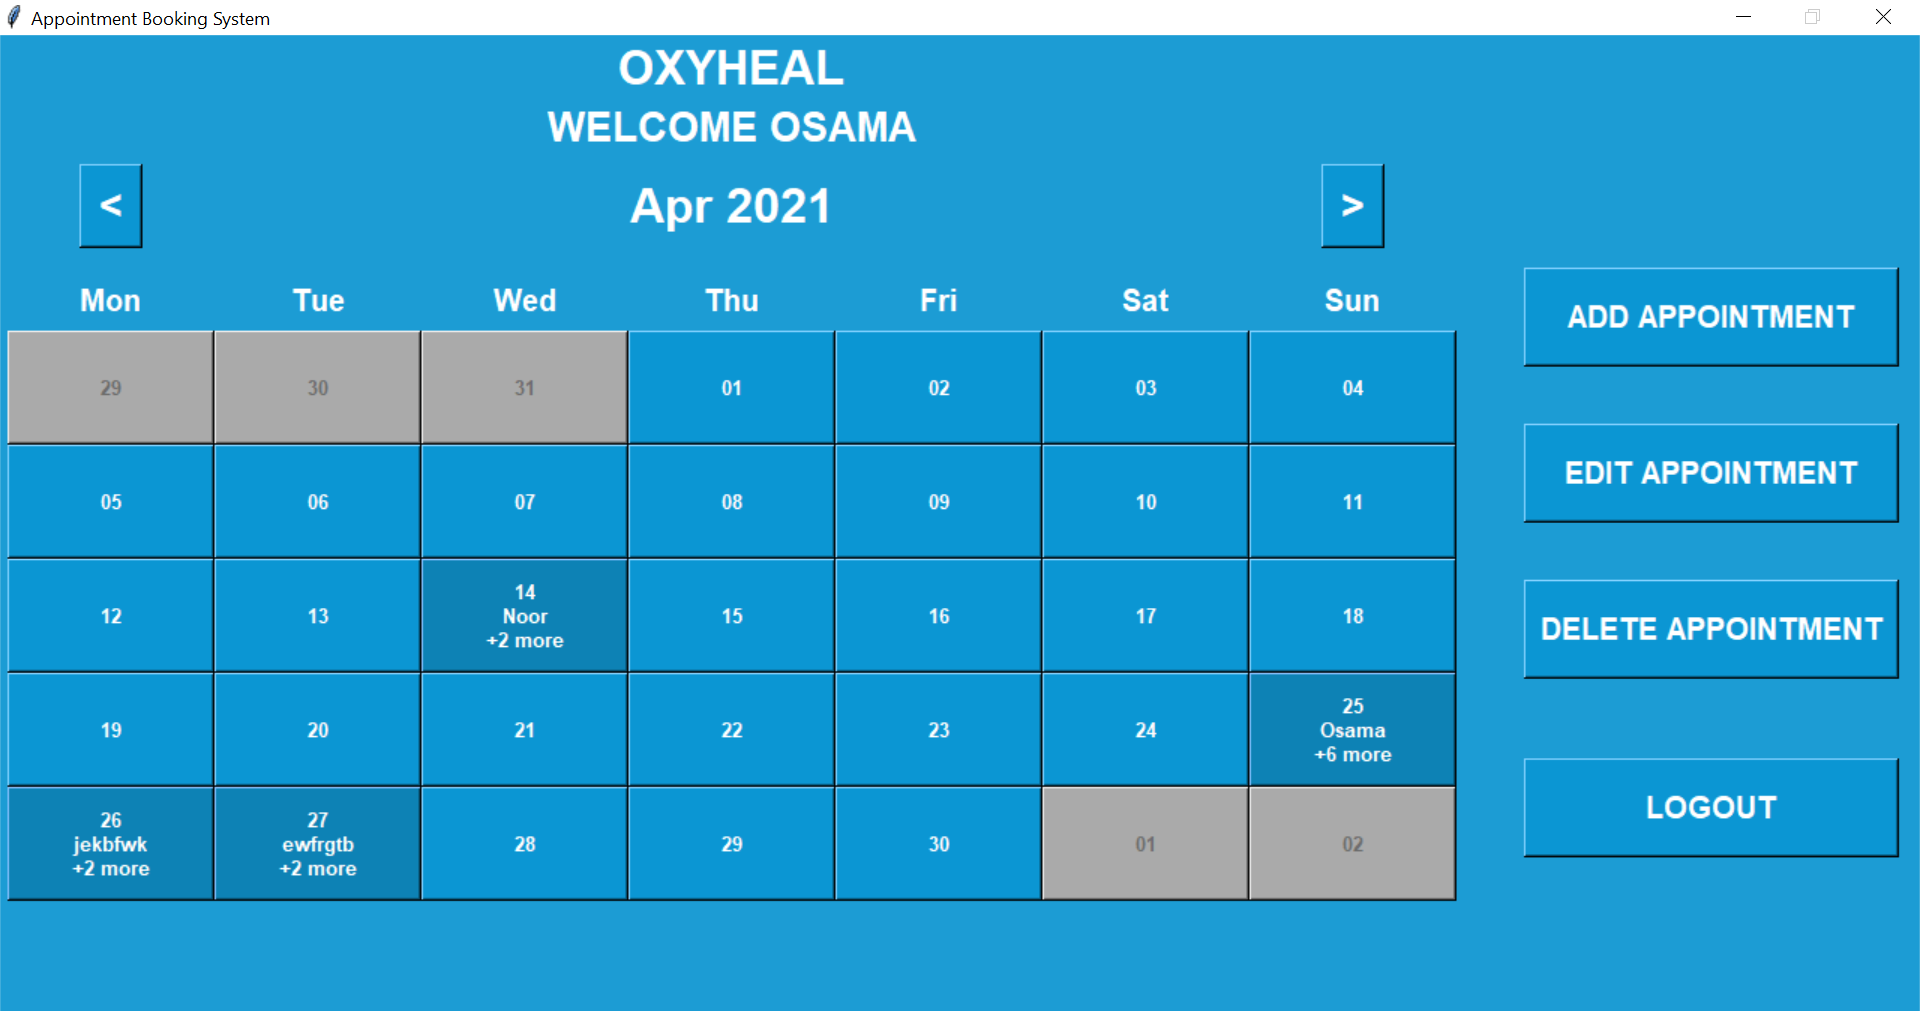 Appointment Booking System
OXYHEAL
WELCOME OSAMA
< Apr 2021 >
Mon Tue Wed Thu Fri Sat Sun
29 30 31 01 02 03 04
05 06 07 08 09 10 11
12 13 14 15 16 17 18
Noor
+2 more
19 20 21 22 23 24 25
Osama
+6 more
26 27 28 29 30 01 02
jekbfwk ewfrgtb
+2 more +2 more
ADD APPOINTMENT
EDIT APPOINTMENT
DELETE APPOINTMENT
LOGOUT